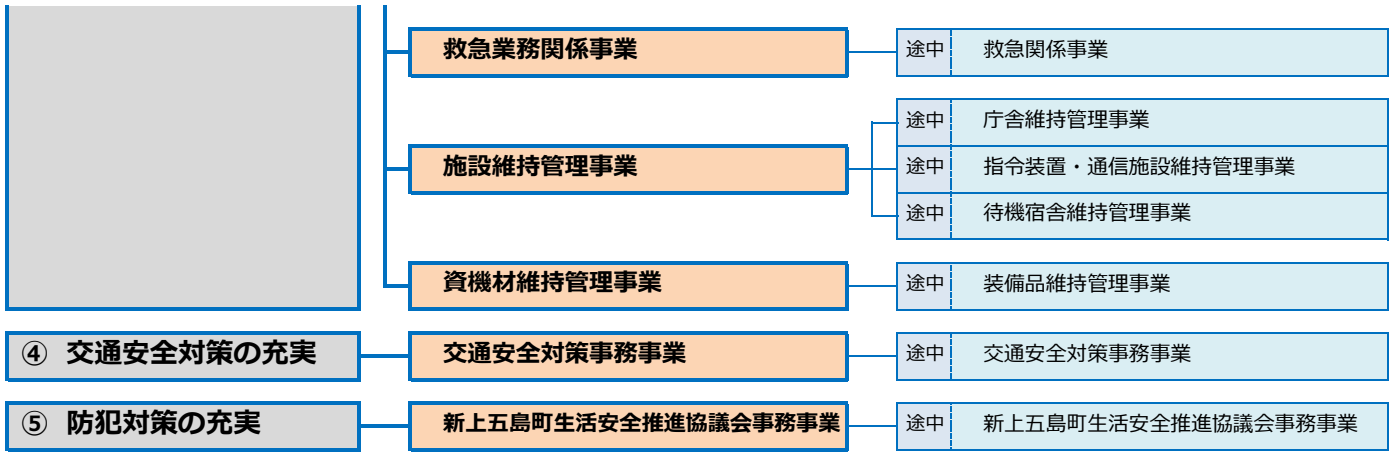 救急業務関係事業 途中 救急関係事業
途中 庁舎維持管理事業
施設維持管理事業 途中 指令装置・通信施設維持管理事業
途中 待機宿舎維持管理事業
資機材維持管理事業 途中 装備品維持管理事業
④ 交通安全対策の充実 交通安全対策事務事業 途中 交通安全対策事務事業
⑤ 防犯対策の充実 新上五島町生活安全推進協議会事務事業 途中 新上五島町生活安全推進協議会事務事業